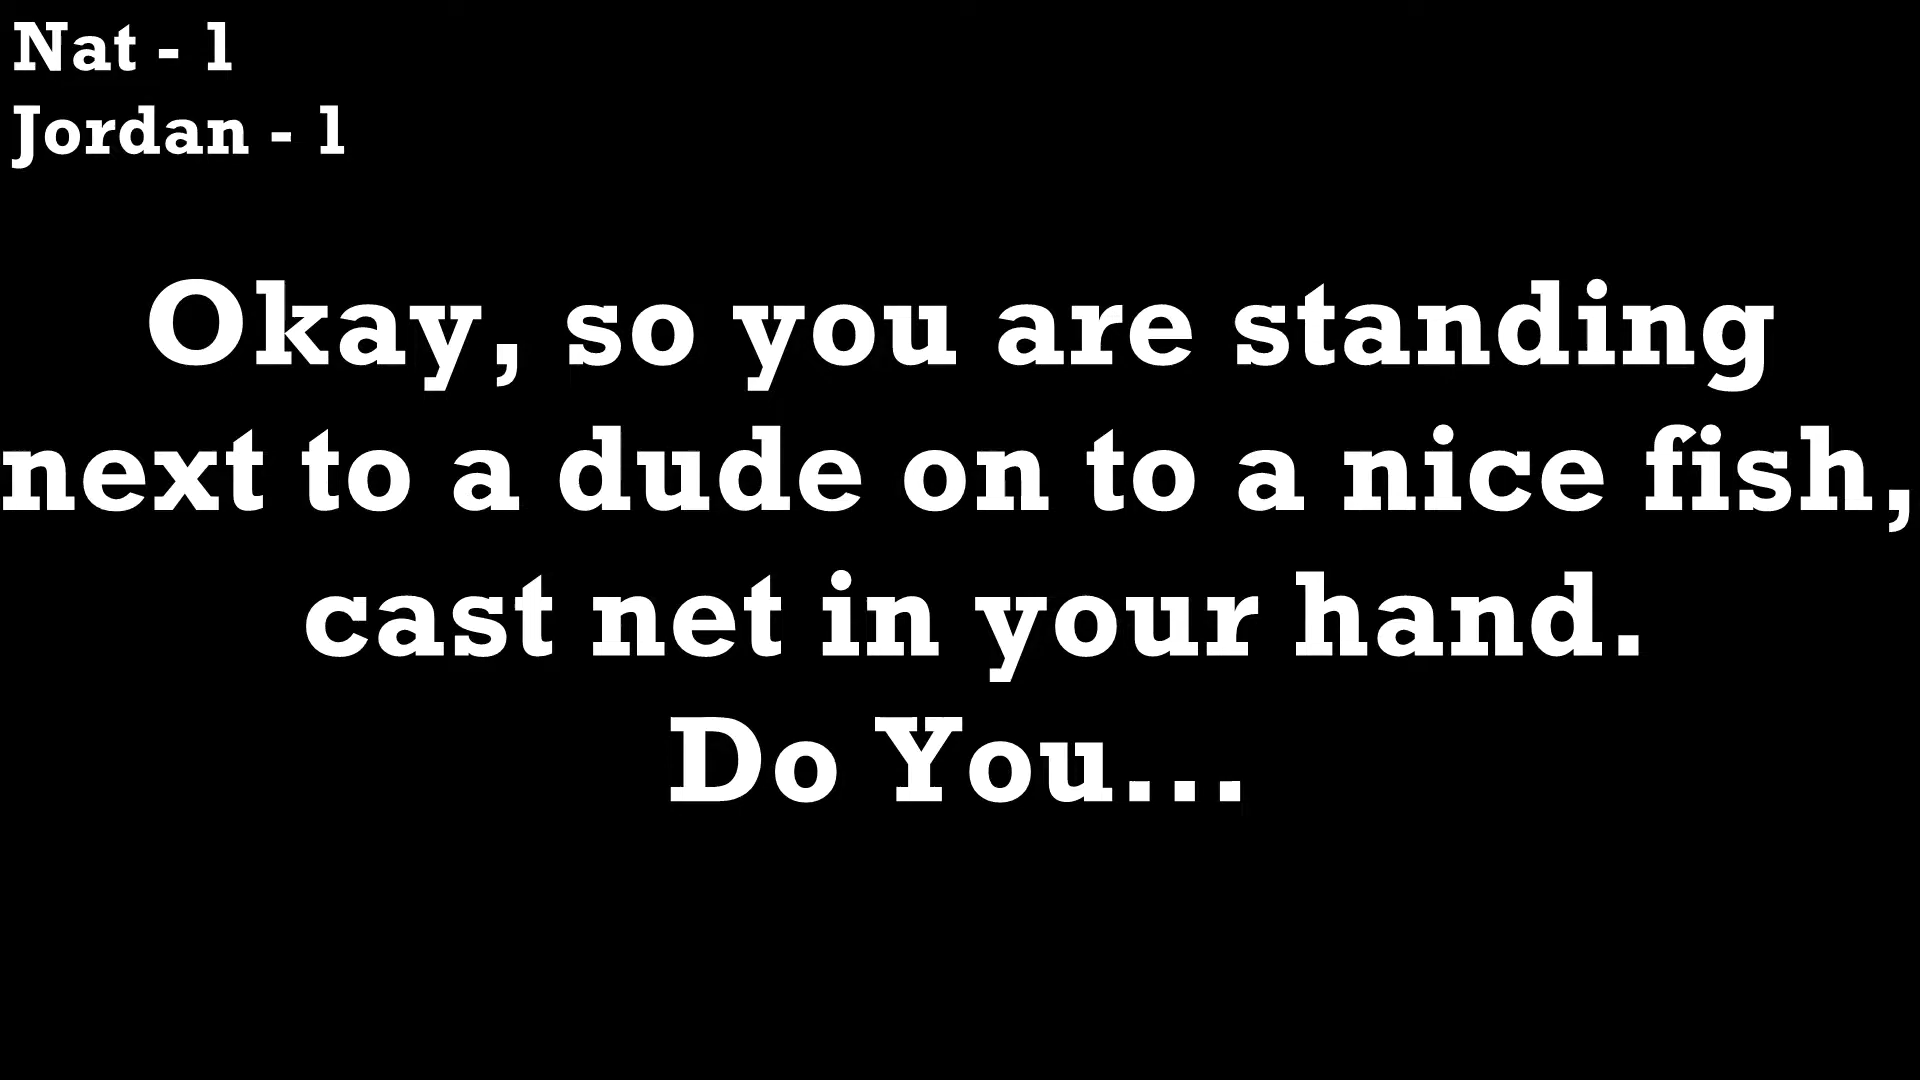 Nat - 1
Jordan - 1
Okay, so you are standing
next to a dude on to a nice fish,
cast net in your hand.
Do You...